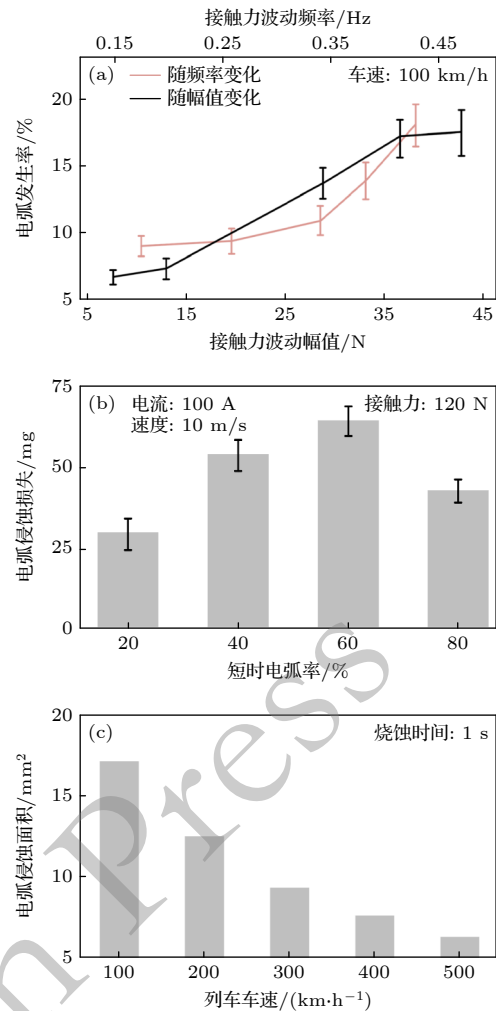 接触力波动频率/Hz
0.15 0.25 0.35 0.45
(a) 随频率变化 车速: 100 km/h
随幅值变化
20
15
10
5
电弧发生率/%
5 15 25 35 45
接触力波动幅值/N
75
(b) 电流: 100 A 接触力: 120 N
速度: 10 m/s
50
25
0
电弧侵蚀损失/mg
20 40 60 80
短时电弧率/%
20
(c) 烧蚀时间: 1 s
15
10
5
电弧侵蚀面积/mm²
100 200 300 400 500
列车车速/(km·h⁻¹)
n Press